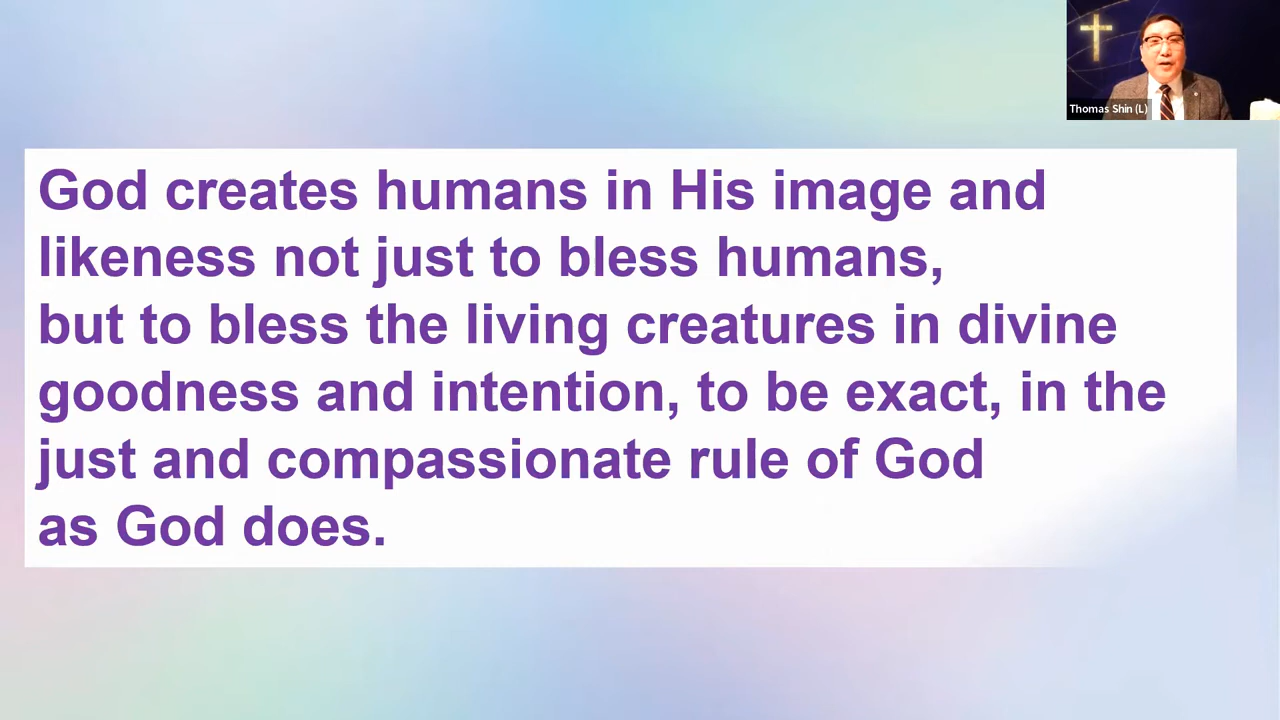 Thomas Shin (L)
God creates humans in His image and
likeness not just to bless humans,
but to bless the living creatures in divine
goodness and intention, to be exact, in the
just and compassionate rule of God
as God does.